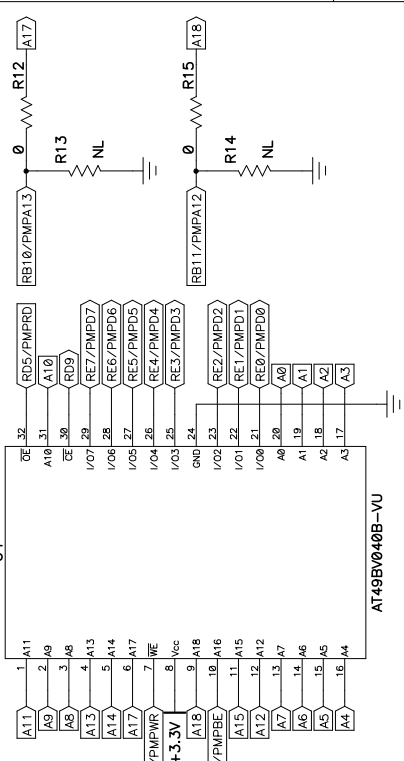 A17
R12
0
R13
NL
RB10/PMPA13
A18
R15
0
R14
NL
RB11/PMPA12
OE 32 RD5/PMPRD
A10 31 A10
CE 30 RD9
I/O7 29 RE7/PMPD7
I/O6 28 RE6/PMPD6
I/O5 27 RE5/PMPD5
I/O4 26 RE4/PMPD4
I/O3 25 RE3/PMPD3
GND 24
I/O2 23 RE2/PMPD2
I/O1 22 RE1/PMPD1
I/O0 21 RE0/PMPD0
A0 20 A0
A1 19 A1
A2 18 A2
A3 17 A3
A11 1 A11
A9 2 A9
A8 3 A8
A13 4 A13
A14 5 A14
A17 6 A17
/PMPWR 7 WE
+3.3V 8 Vcc
A18 9 A18
/PMPBE 10 A16
A15 11 A15
A12 12 A12
A7 13 A7
A6 14 A6
A5 15 A5
A4 16 A4
AT49BV040B-VU